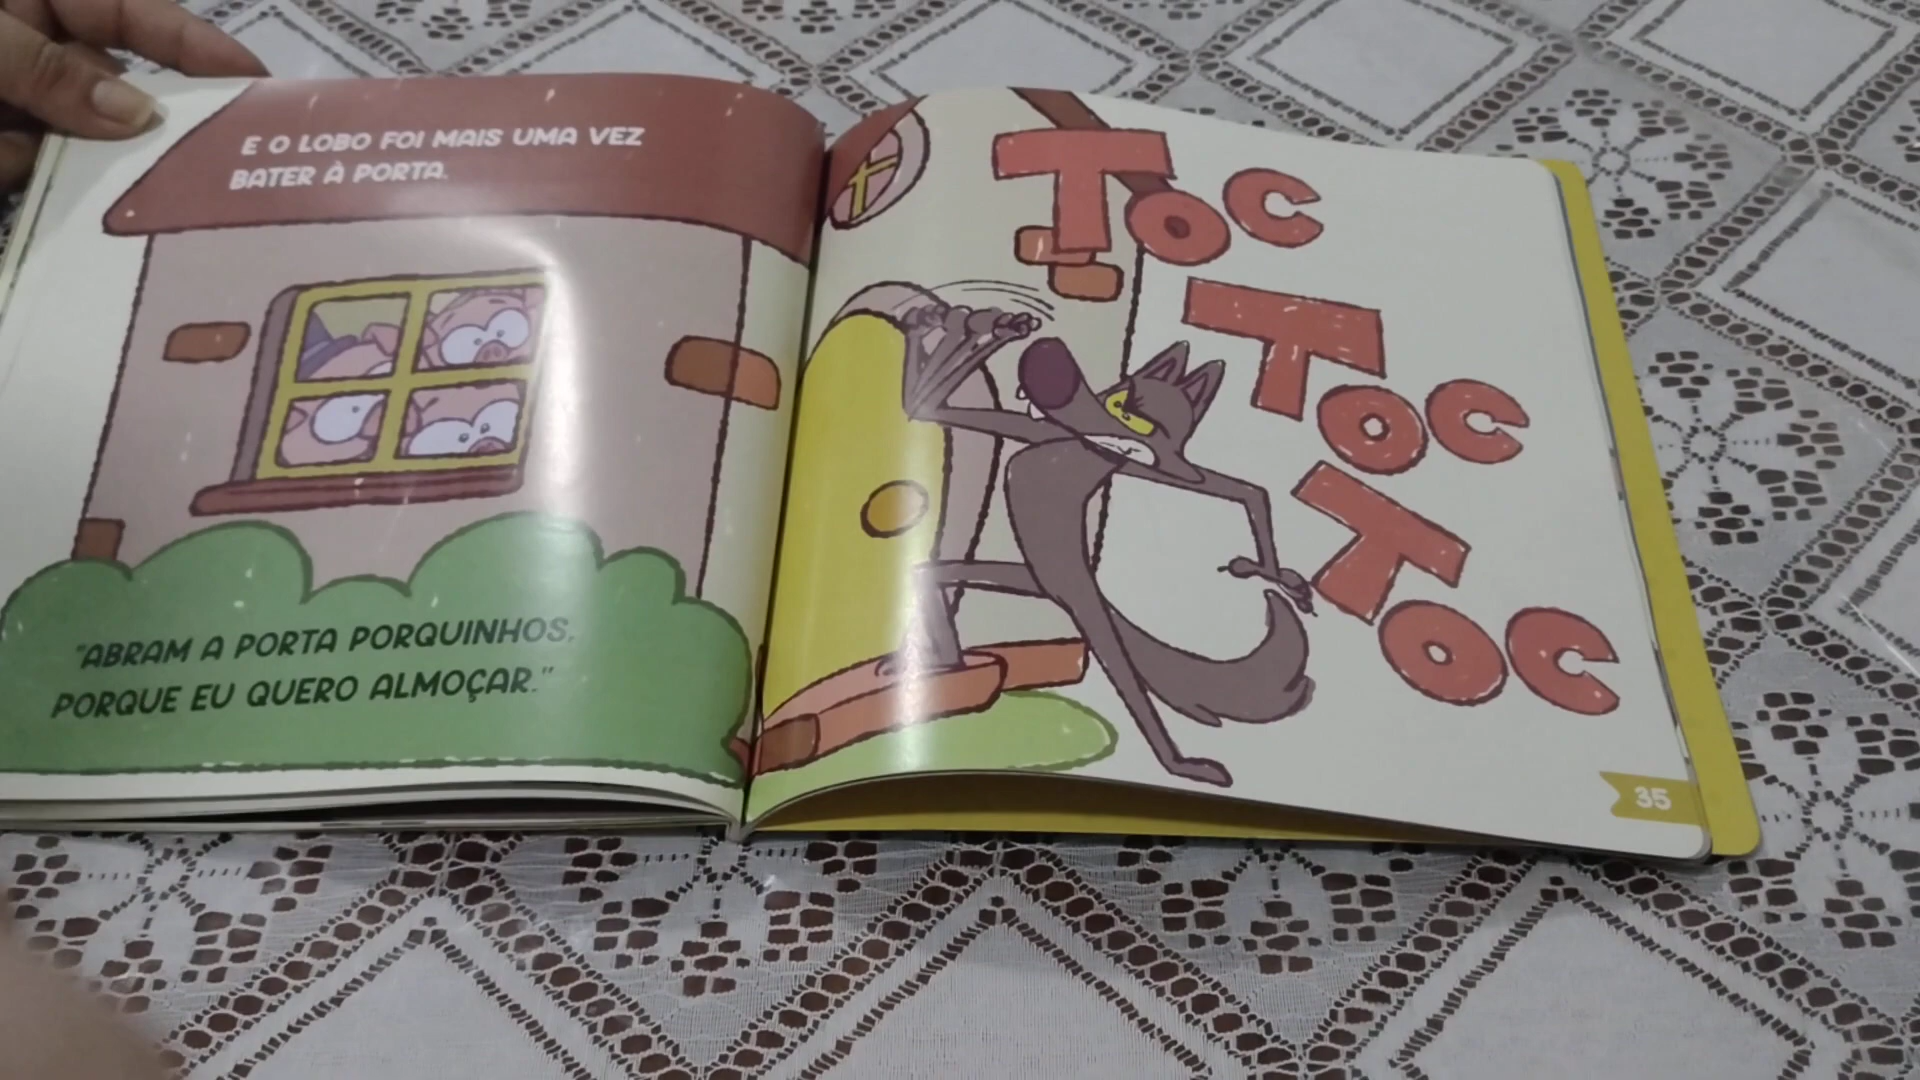 E O LOBO FOI MAIS UMA VEZ
BATER À PORTA.
"ABRAM A PORTA PORQUINHOS,
PORQUE EU QUERO ALMOÇAR."
TOC
TOC
TOC
35